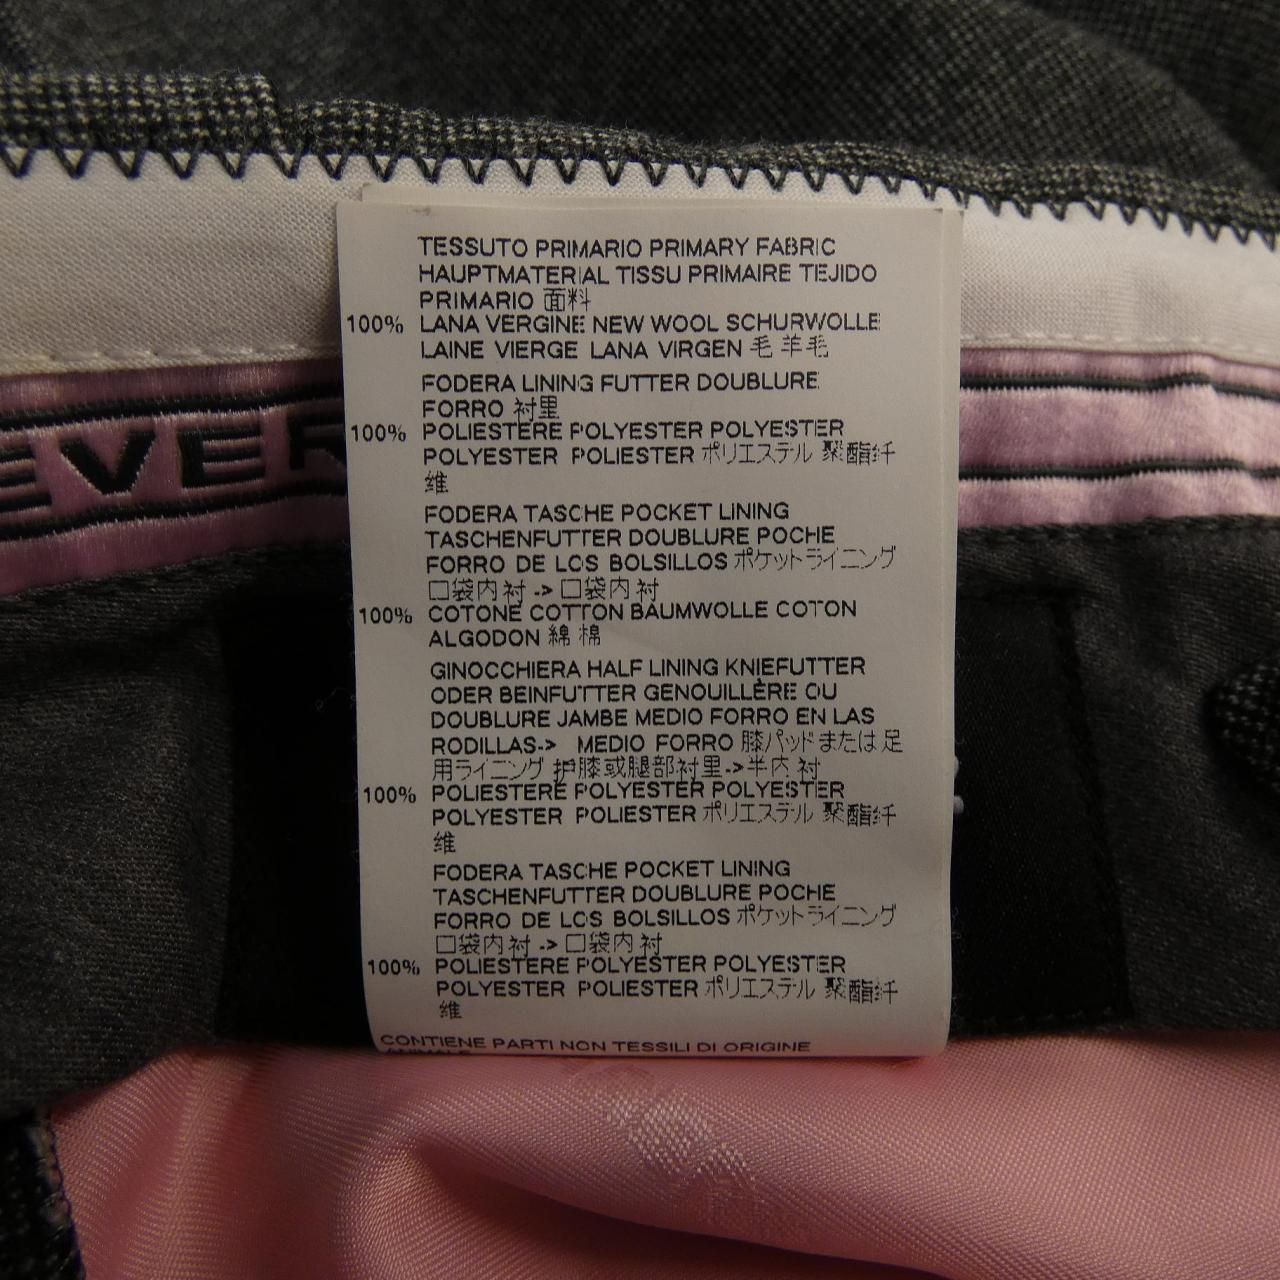 TESSUTO PRIMARIO PRIMARY FABRIC
HAUPTMATERIAL TISSU PRIMAIRE TEJIDO
PRIMARIO 面料
100% LANA VERGINE NEW WOOL SCHURWOLLE
LAINE VIERGE LANA VIRGEN 毛 羊毛
FODERA LINING FUTTER DOUBLURE
FORRO 衬里
100% POLIESTERE POLYESTER POLYESTER
POLYESTER POLIESTER ポリエステル 聚酯纤
维
FODERA TASCHE POCKET LINING
TASCHENFUTTER DOUBLURE POCHE
FORRO DE LOS BOLSILLOS ポケットライニング
口袋内衬 -> 口袋内衬
100% COTONE COTTON BAUMWOLLE COTON
ALGODON 綿 棉
GINOCCHIERA HALF LINING KNIEFUTTER
ODER BEINFUTTER GENOUILLÈRE OU
DOUBLURE JAMBE MEDIO FORRO EN LAS
RODILLAS-> MEDIO FORRO 膝パッドまたは足
用ライニング 护膝或腿部衬里->半内衬
100% POLIESTERE POLYESTER POLYESTER
POLYESTER POLIESTER ポリエステル 聚酯纤
维
FODERA TASCHE POCKET LINING
TASCHENFUTTER DOUBLURE POCHE
FORRO DE LOS BOLSILLOS ポケットライニング
口袋内衬 -> 口袋内衬
100% POLIESTERE POLYESTER POLYESTER
POLYESTER POLIESTER ポリエステル 聚酯纤
维
CONTIENE PARTI NON TESSILI DI ORIGINE
ANIMALE
EVER